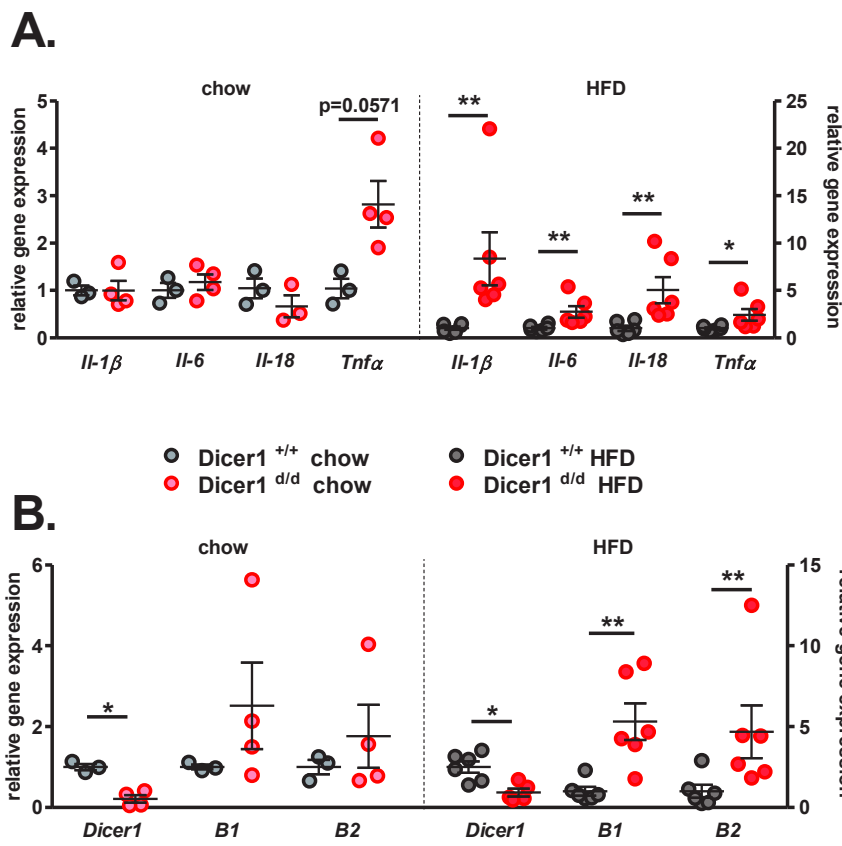 A.
chow HFD
p=0.0571 ** ** ** *
relative gene expression
5
4
3
2
1
0
25
20
15
10
5
0
relative gene expression
Il-1β Il-6 Il-18 Tnfα Il-1β Il-6 Il-18 Tnfα
Dicer1 +/+ chow Dicer1 +/+ HFD
Dicer1 d/d chow Dicer1 d/d HFD
B.
chow HFD
* * ** **
relative gene expression
6
4
2
0
15
10
5
0
relative gene expression
Dicer1 B1 B2 Dicer1 B1 B2